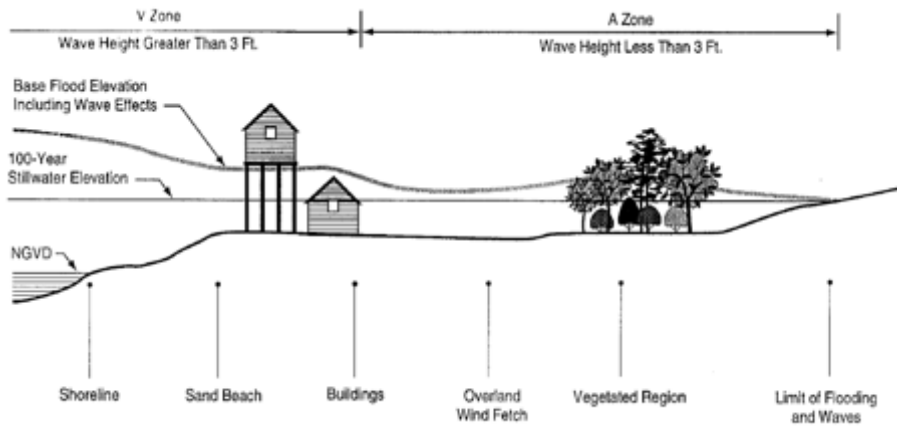 V Zone
A Zone
Wave Height Greater Than 3 Ft.
Wave Height Less Than 3 Ft.
Base Flood Elevation
Including Wave Effects
100-Year
Stillwater Elevation
NGVD
Shoreline
Sand Beach
Buildings
Overland
Wind Fetch
Vegetated Region
Limit of Flooding
and Waves